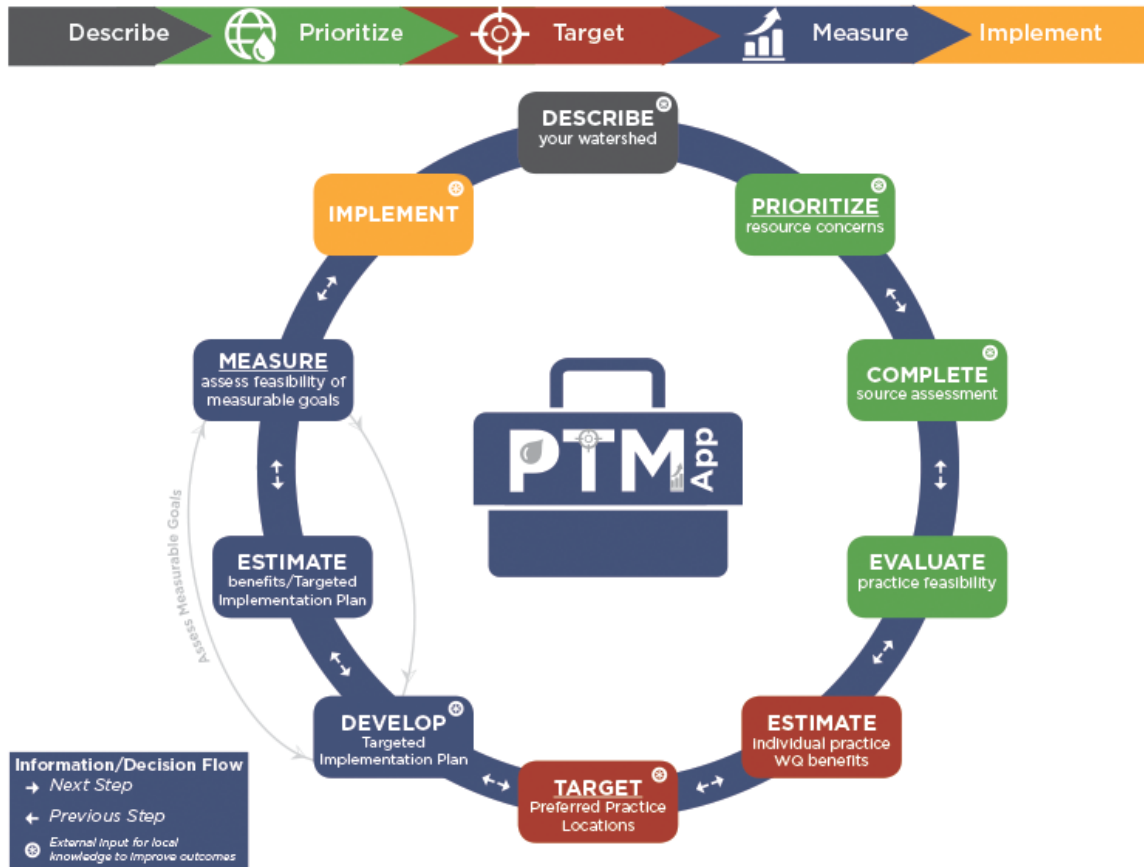 Describe
Prioritize
Target
Measure
Implement
DESCRIBE
your watershed
PRIORITIZE
resource concerns
COMPLETE
source assessment
EVALUATE
practice feasibility
ESTIMATE
individual practice
WQ benefits
TARGET
Preferred Practice
Locations
DEVELOP
Targeted
Implementation Plan
ESTIMATE
benefits/Targeted
Implementation Plan
MEASURE
assess feasibility of
measurable goals
IMPLEMENT
Assess Measurable Goals
PTM
App
Information/Decision Flow
Next Step
Previous Step
External input for local
knowledge to improve outcomes